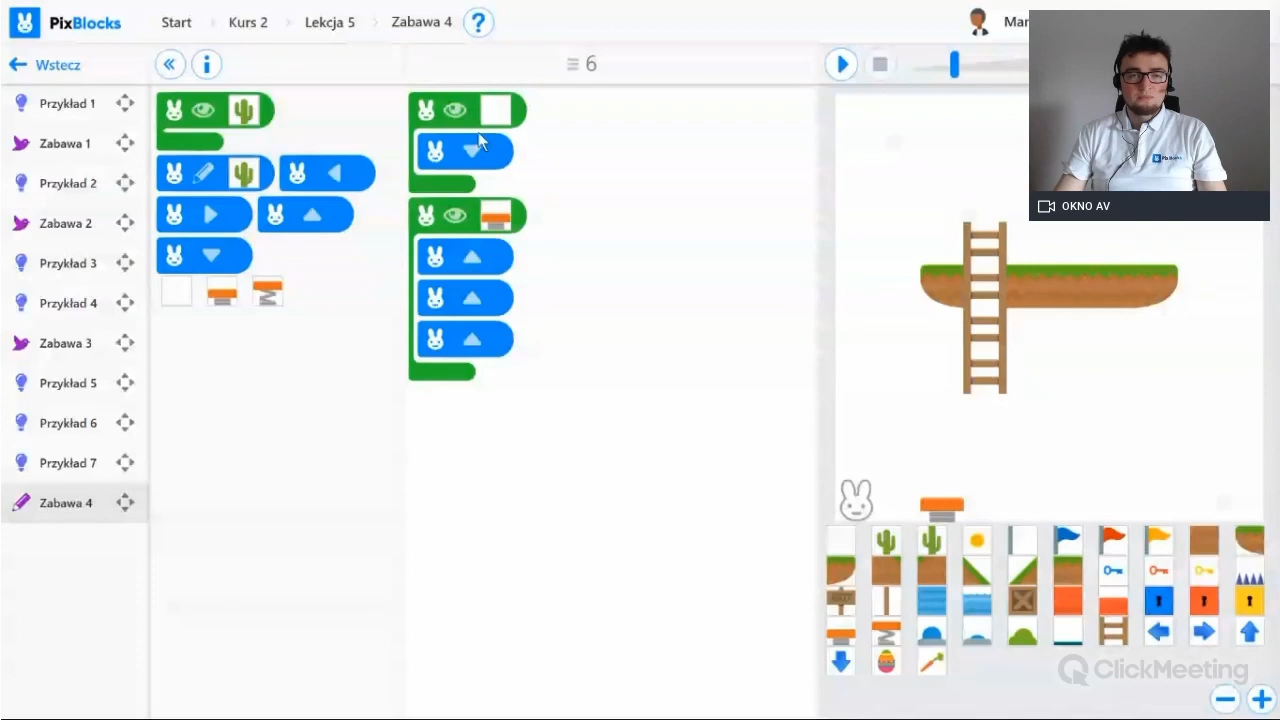 PixBlocks
Start
Kurs 2
Lekcja 5
Zabawa 4
?
Mar
Wstecz
6
Przykład 1
Zabawa 1
Przykład 2
Zabawa 2
Przykład 3
Przykład 4
Zabawa 3
Przykład 5
Przykład 6
Przykład 7
Zabawa 4
PixBlocks
OKNO AV
ClickMeeting